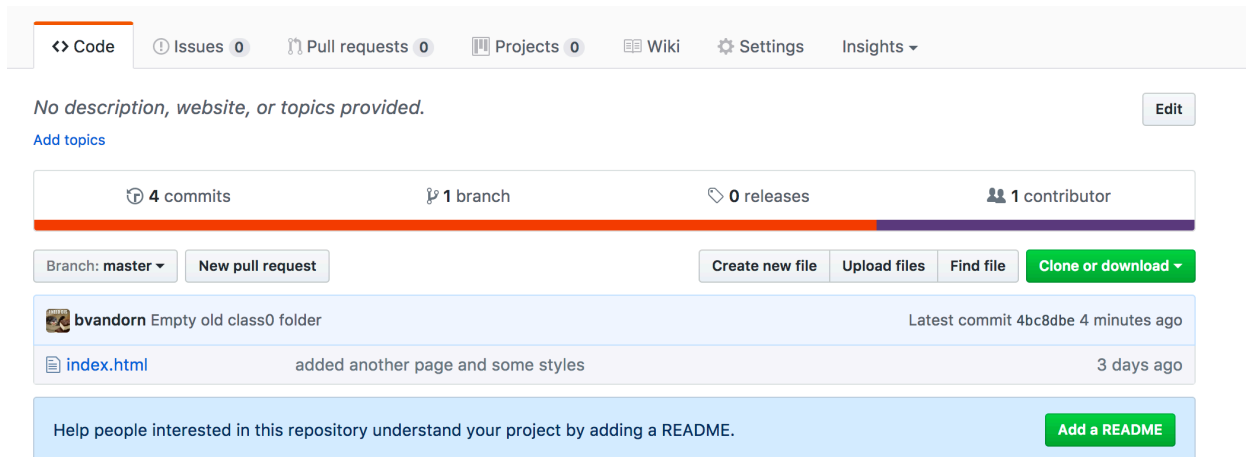 Code Issues 0 Pull requests 0 Projects 0 Wiki Settings Insights
No description, website, or topics provided. Edit
Add topics
4 commits 1 branch 0 releases 1 contributor
Branch: master New pull request Create new file Upload files Find file Clone or download
bvandorn Empty old class0 folder Latest commit 4bc8dbe 4 minutes ago
index.html added another page and some styles 3 days ago
Help people interested in this repository understand your project by adding a README. Add a README